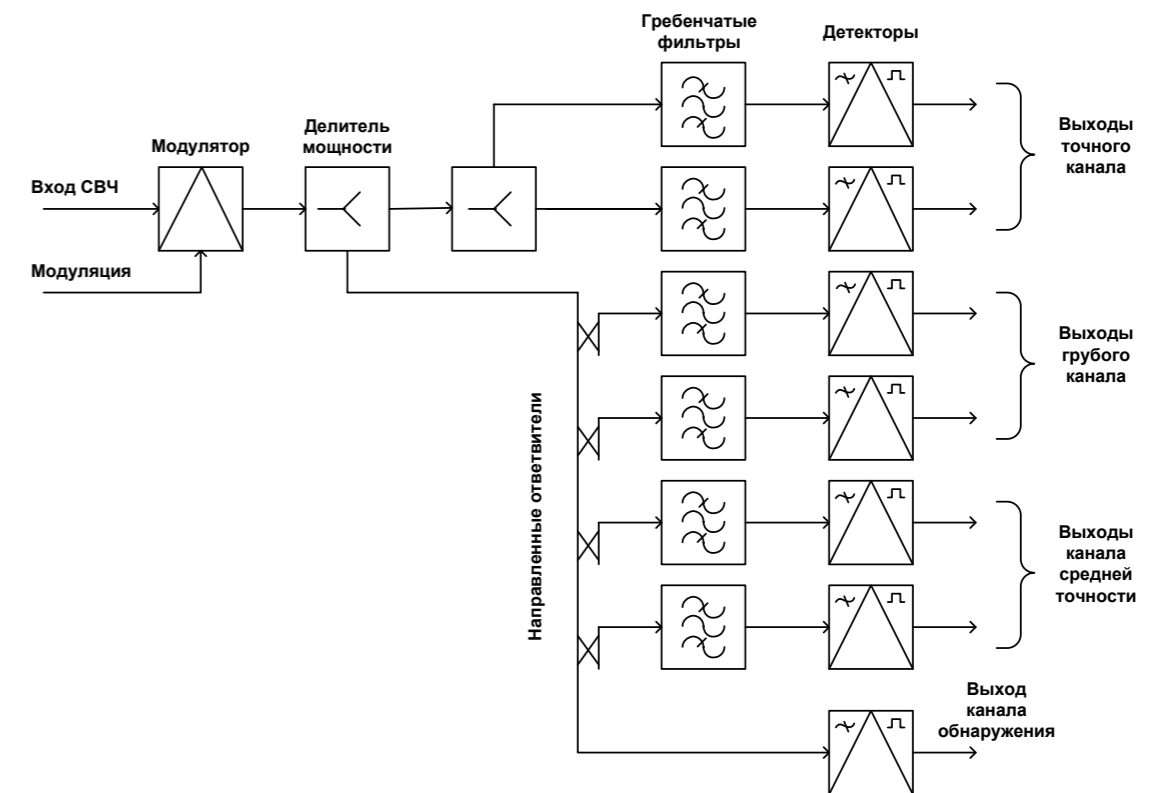 Гребенчатые
фильтры
Детекторы
Делитель
мощности
Модулятор
Вход СВЧ
Модуляция
Выходы
точного
канала
Выходы
грубого
канала
Направленные ответвители
Выходы
канала
средней
точности
Выход
канала
обнаружения